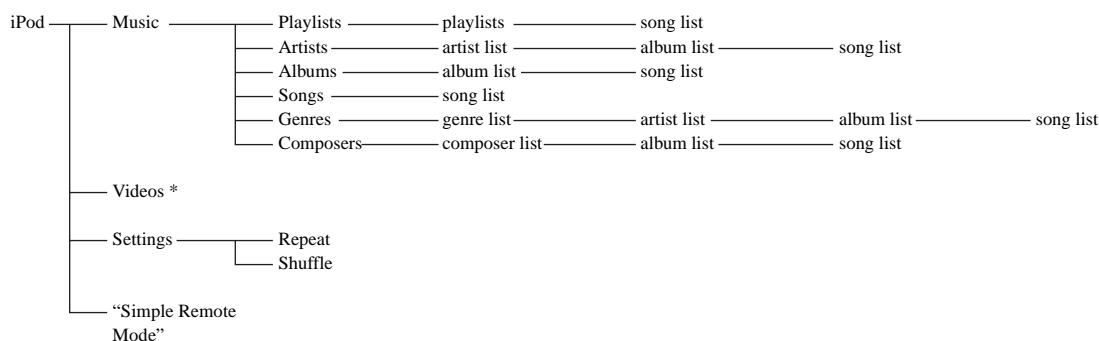 iPod Music Playlists playlists song list
Artists artist list album list song list
Albums album list song list
Songs song list
Genres genre list artist list album list song list
Composers composer list album list song list
Videos *
Settings Repeat
Shuffle
“Simple Remote
Mode”